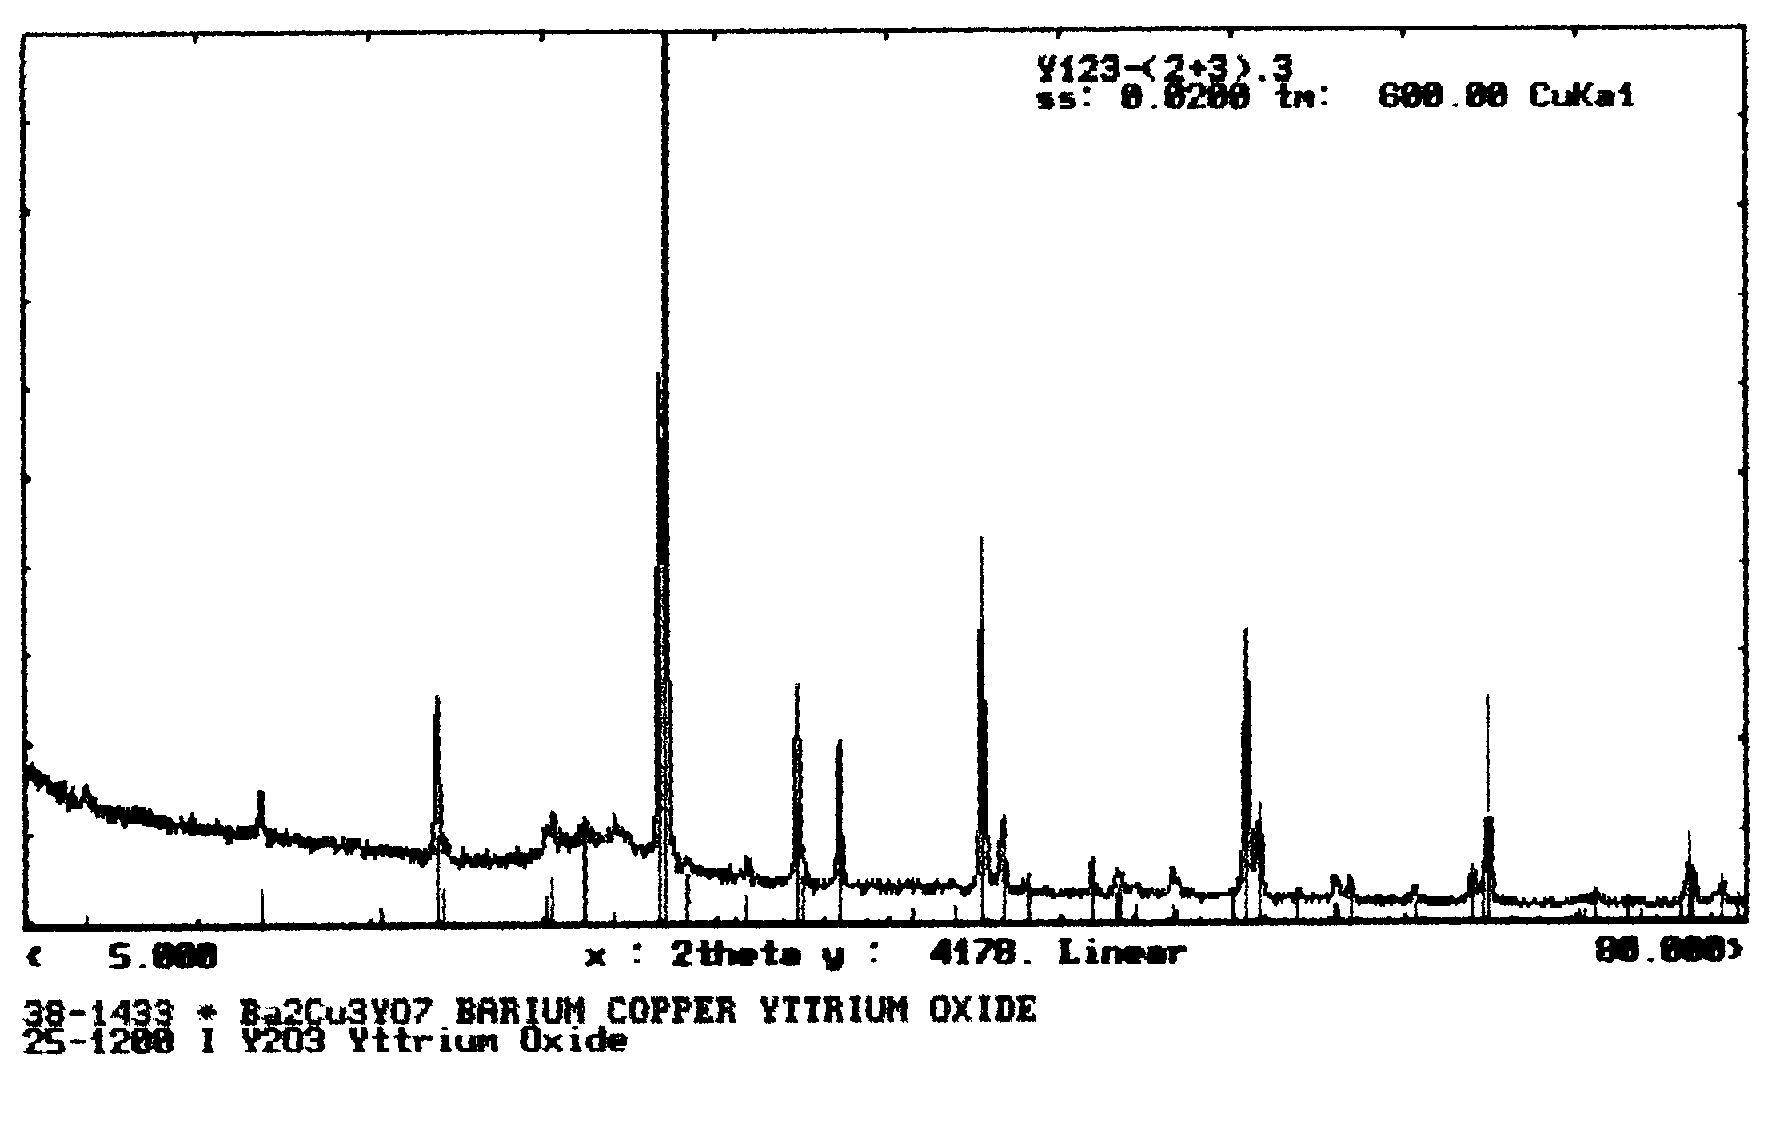 Y123-(2+3).3
ss: 0.0200 tm: 600.00 CuKa1
< 5.000 x : 2theta y : 4178. Linear 80.000>
38-1433 * Ba2Cu3YO7 BARIUM COPPER YTTRIUM OXIDE
25-1200 I Y2O3 Yttrium Oxide